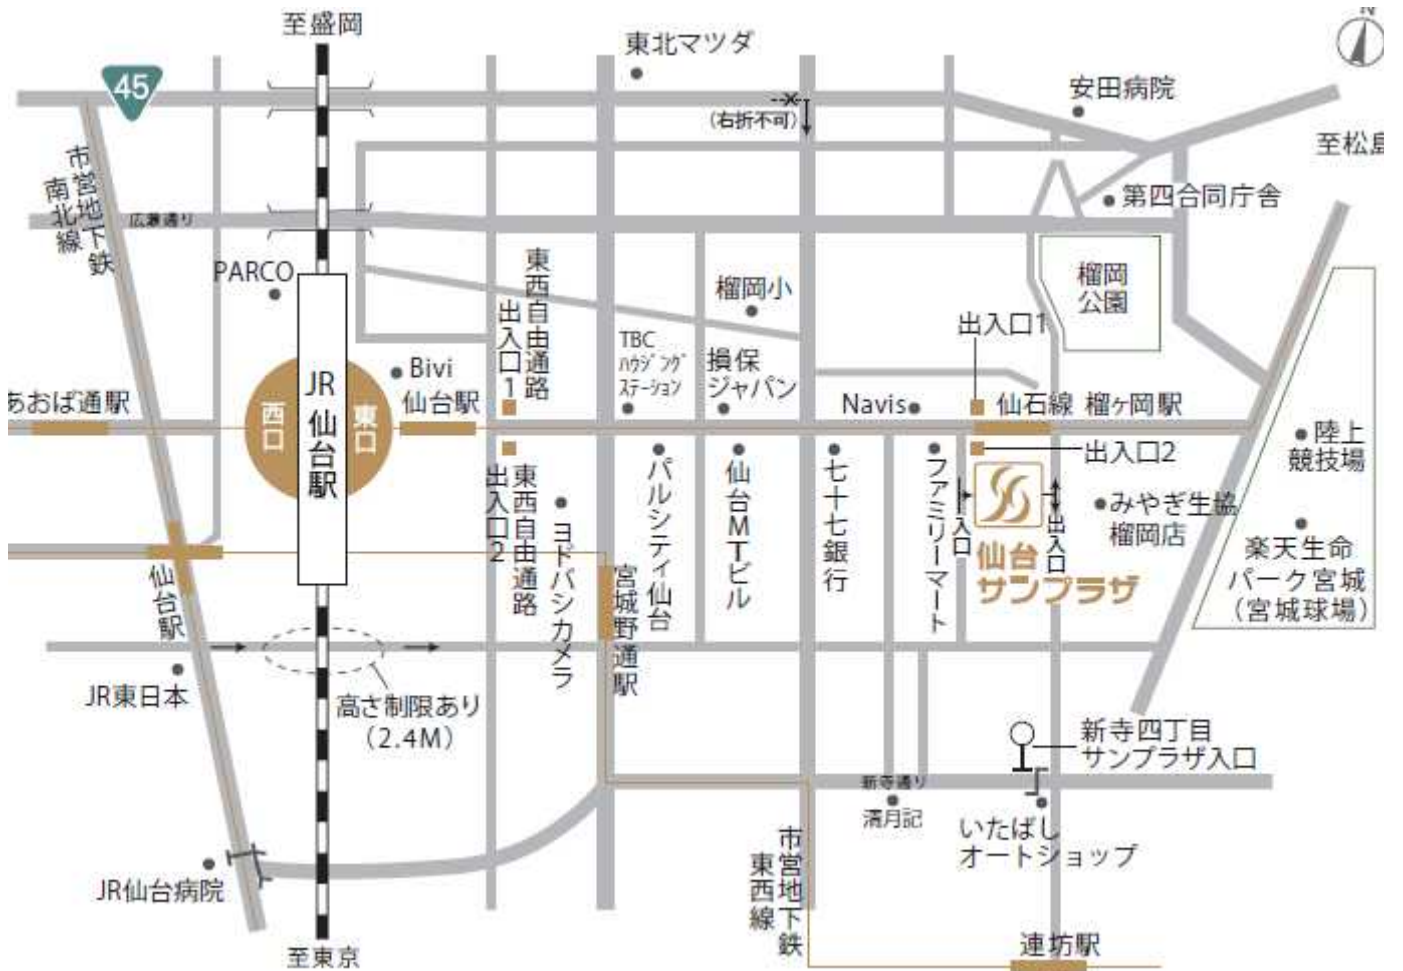 至盛岡
N
東北マツダ
45
安田病院
(右折不可)
至松島
市営地下鉄
南北線
第四合同庁舎
広瀬通り
PARCO
榴岡
公園
東西自由通路
出入口1
榴岡小
出入口1
TBC
ハウジング
ステーション
損保
ジャパン
Bivi
JR
仙台駅
西口
東口
あおば通駅
仙台駅
Navis
仙石線 榴ヶ岡駅
陸上
競技場
出入口2
東西自由通路
出入口2
ヨドバシカメラ
パルシティ仙台
仙台MTビル
七十七銀行
ファミリーマート
入口
出入口
みやぎ生協
榴岡店
仙台
サンプラザ
楽天生命
パーク宮城
(宮城球場)
仙台駅
宮城野通駅
JR東日本
高さ制限あり
(2.4M)
新寺四丁目
サンプラザ入口
新寺通り
清月記
いたばし
オートショップ
市営地下鉄
東西線
JR仙台病院
至東京
連坊駅